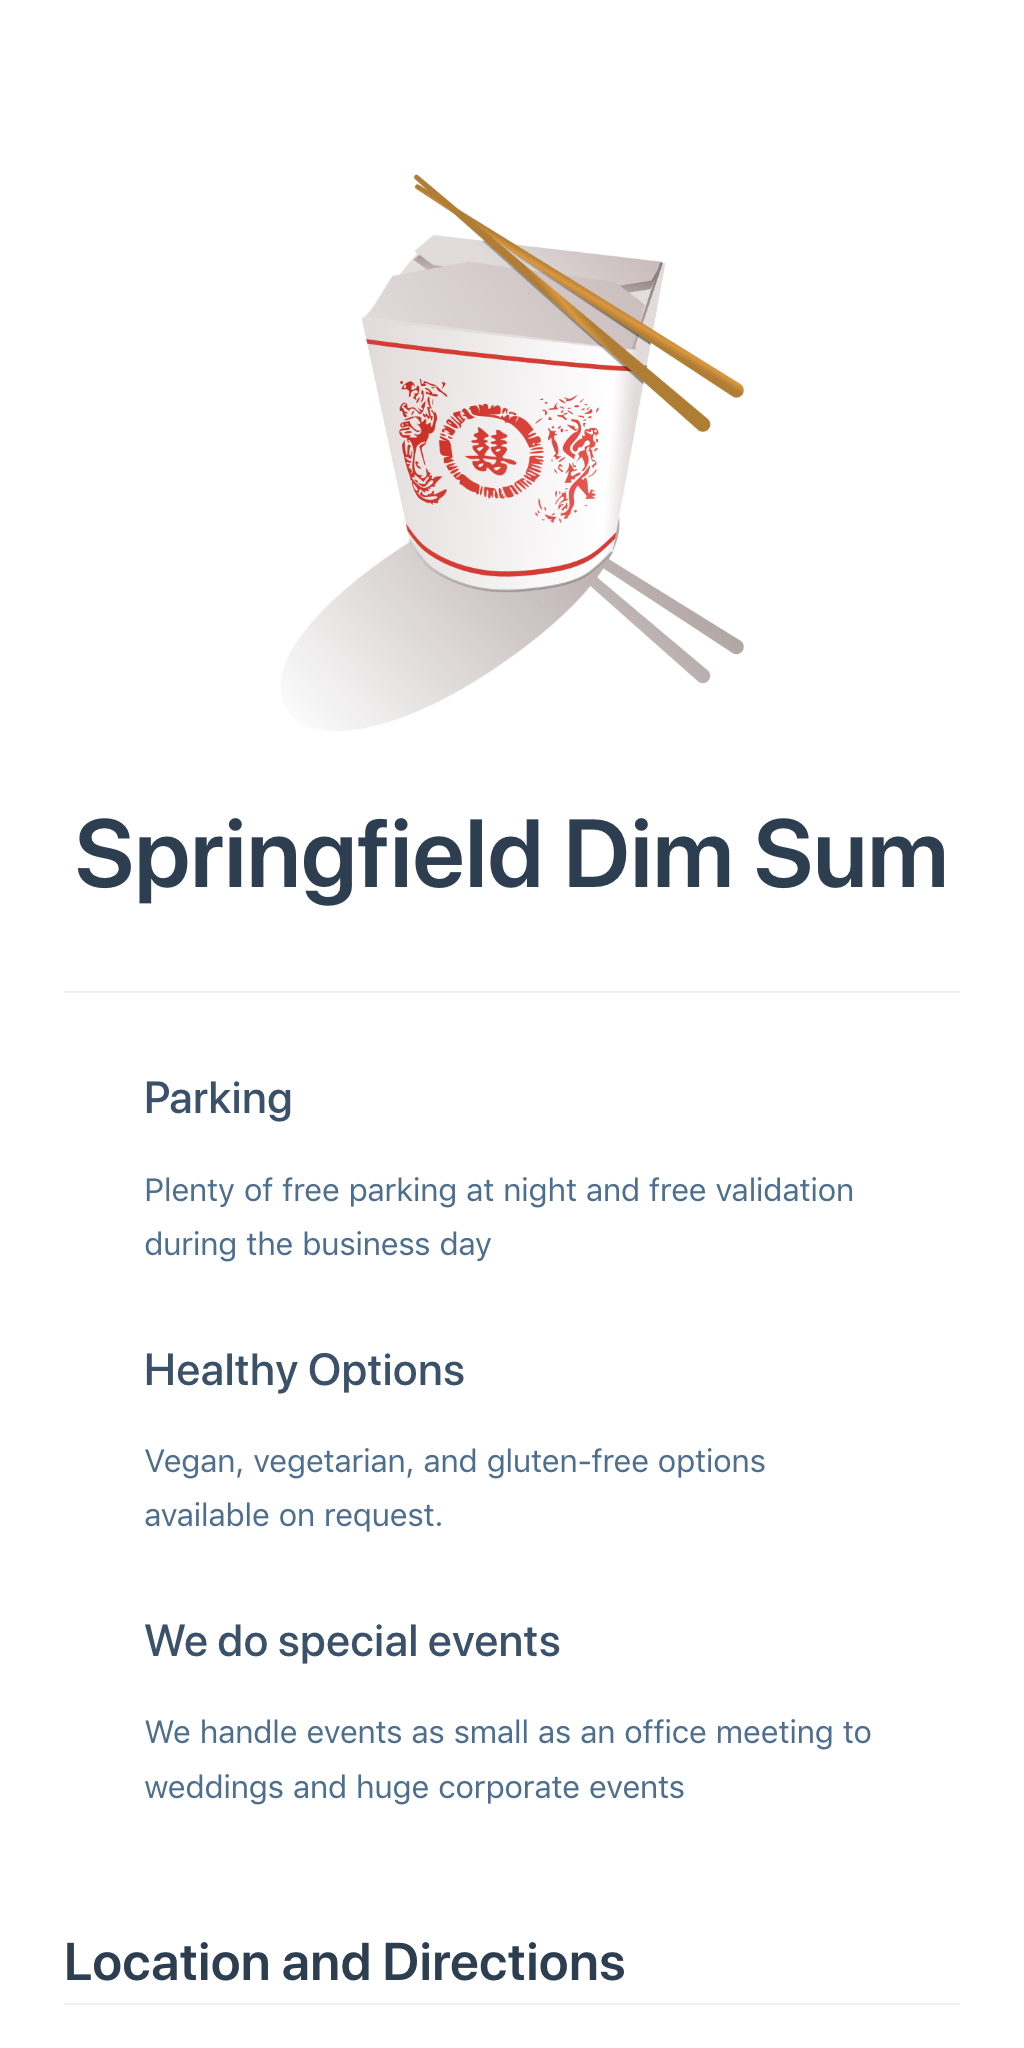 囍
Springfield Dim Sum
Parking
Plenty of free parking at night and free validation
during the business day
Healthy Options
Vegan, vegetarian, and gluten-free options
available on request.
We do special events
We handle events as small as an office meeting to
weddings and huge corporate events
Location and Directions